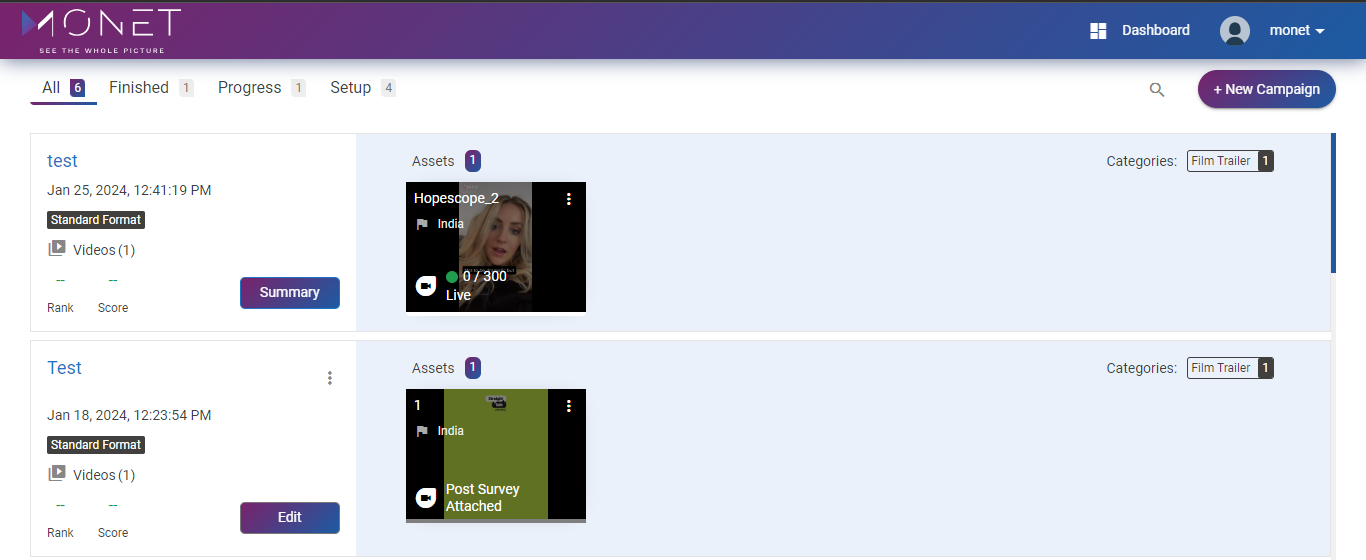 MONET
SEE THE WHOLE PICTURE
Dashboard
monet
All 6 Finished 1 Progress 1 Setup 4
+ New Campaign
test
Jan 25, 2024, 12:41:19 PM
Standard Format
Videos (1)
-- --
Rank Score
Summary
Assets 1
Categories: Film Trailer 1
Hopescope_2
India
0 / 300
Live
Test
Jan 18, 2024, 12:23:54 PM
Standard Format
Videos (1)
-- --
Rank Score
Edit
Assets 1
Categories: Film Trailer 1
1
India
Post Survey
Attached